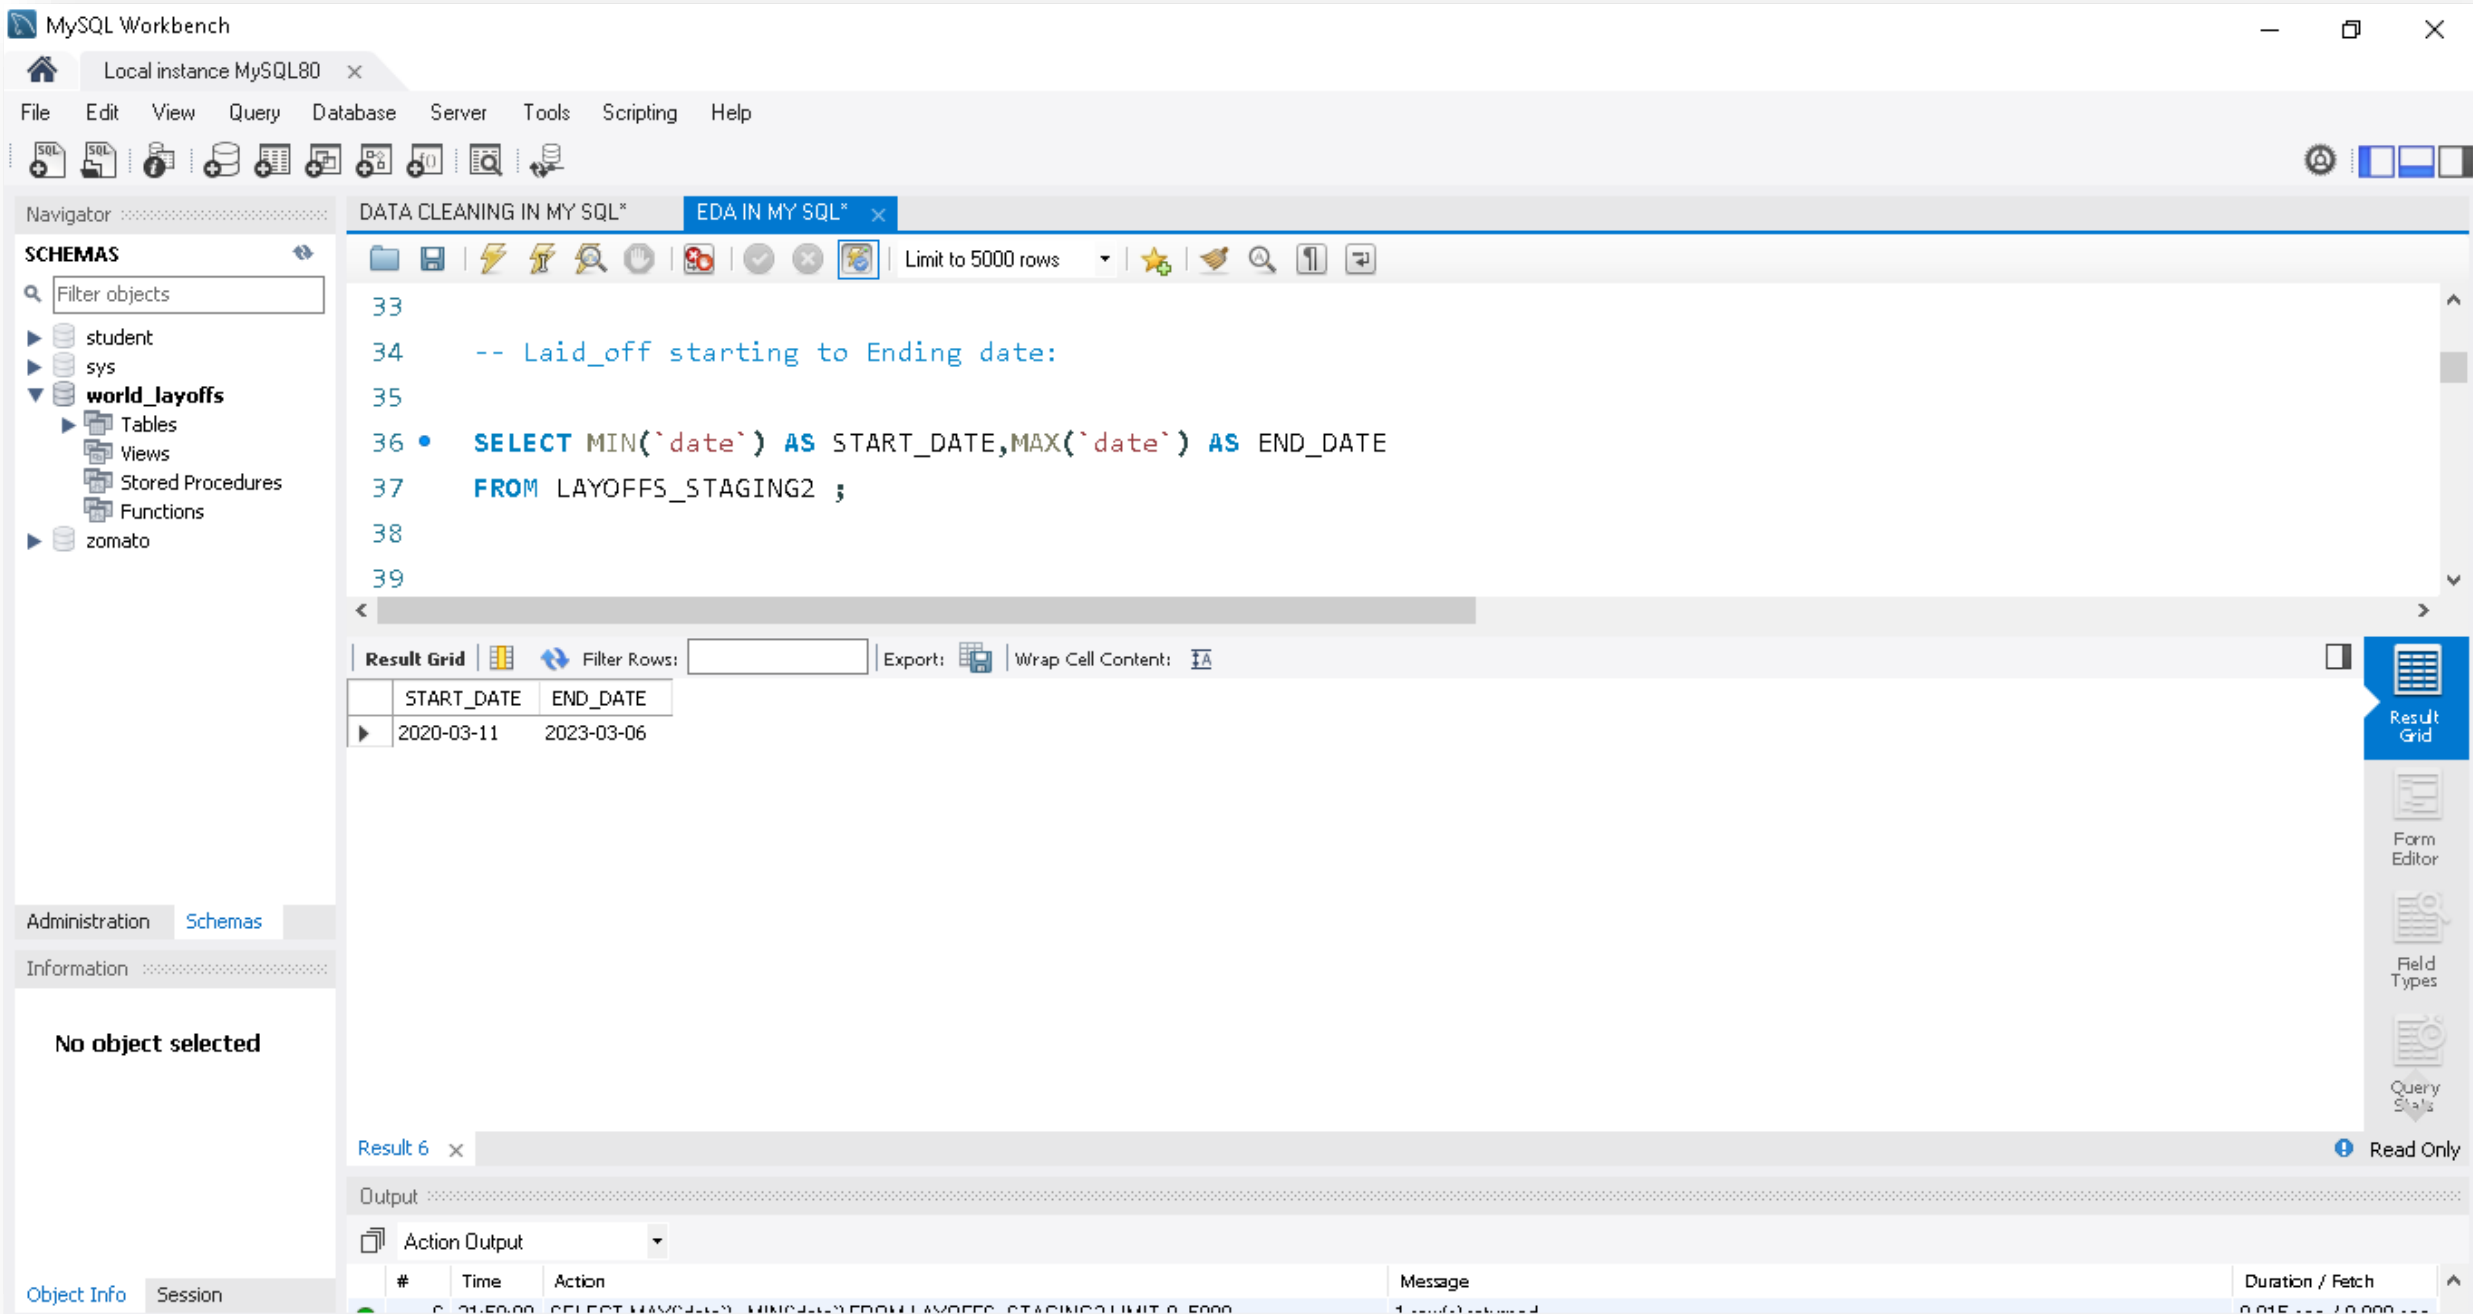 MySQL Workbench
Local instance MySQL80
File Edit View Query Database Server Tools Scripting Help
Navigator
SCHEMAS
Filter objects
student
sys
world_layoffs
Tables
Views
Stored Procedures
Functions
zomato
Administration Schemas
Information
No object selected
Object Info Session
DATA CLEANING IN MY SQL* EDA IN MY SQL*
Limit to 5000 rows
33
34 -- Laid_off starting to Ending date:
35
36 SELECT MIN(`date`) AS START_DATE,MAX(`date`) AS END_DATE
37 FROM LAYOFFS_STAGING2 ;
38
39
Result Grid Filter Rows: Export: Wrap Cell Content:
START_DATE END_DATE
2020-03-11 2023-03-06
Result Grid
Form Editor
Field Types
Query Stats
Result 6
Read Only
Output
Action Output
# Time Action Message Duration / Fetch